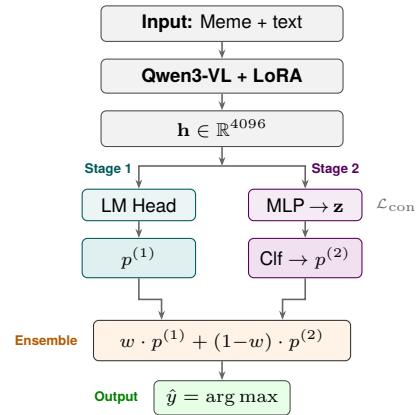 Input: Meme + text
Qwen3-VL + LoRA
h ∈ ℝ^4096
Stage 1
Stage 2
LM Head
MLP → z
ℒ_con
p^(1)
Clf → p^(2)
Ensemble
w · p^(1) + (1−w) · p^(2)
Output
ŷ = arg max